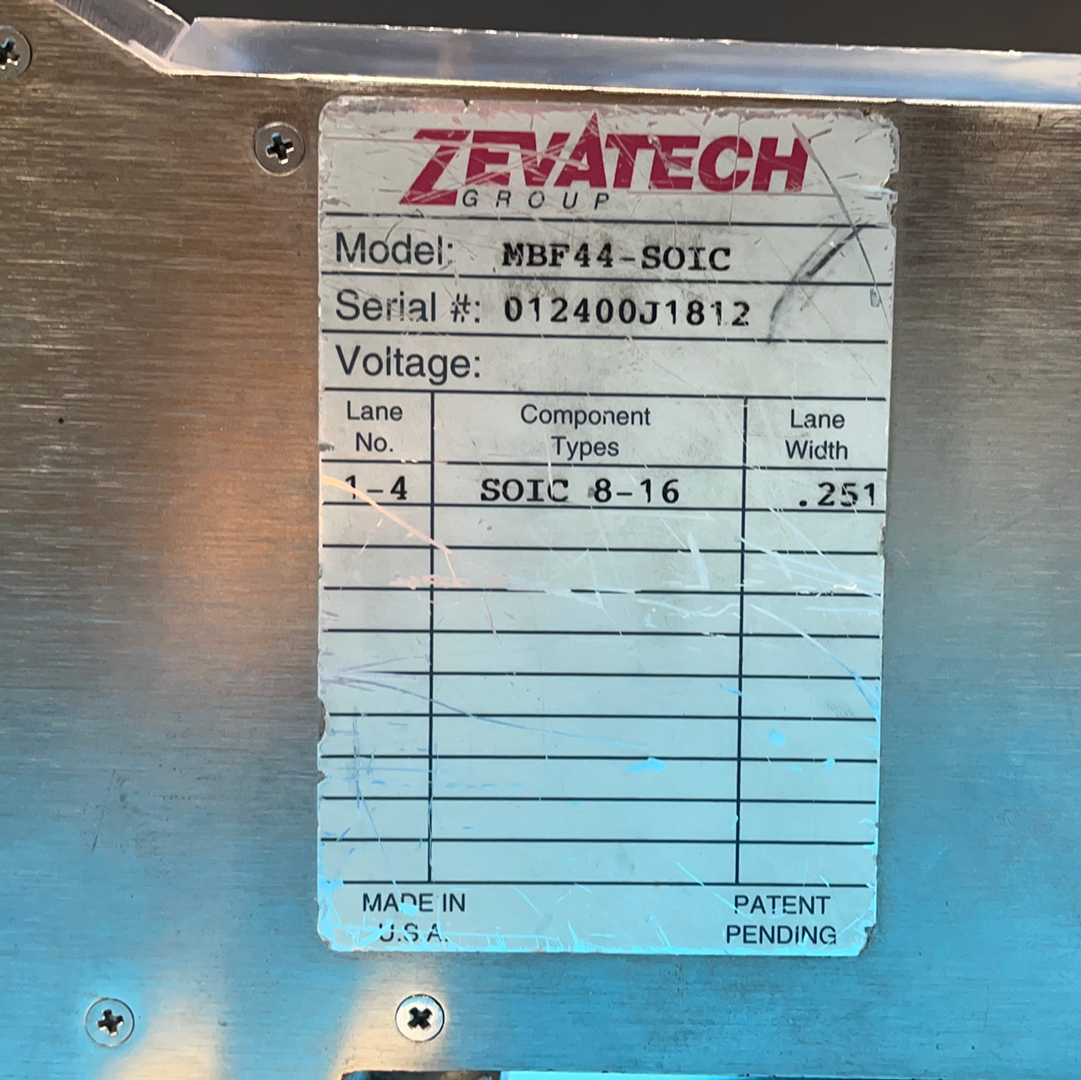 ZEVATECH
GROUP
Model: MBF44-SOIC
Serial #: 012400J1812
Voltage:
Lane No. Component Types Lane Width
1-4 SOIC 8-16 .251
MADE IN U.S.A. PATENT PENDING